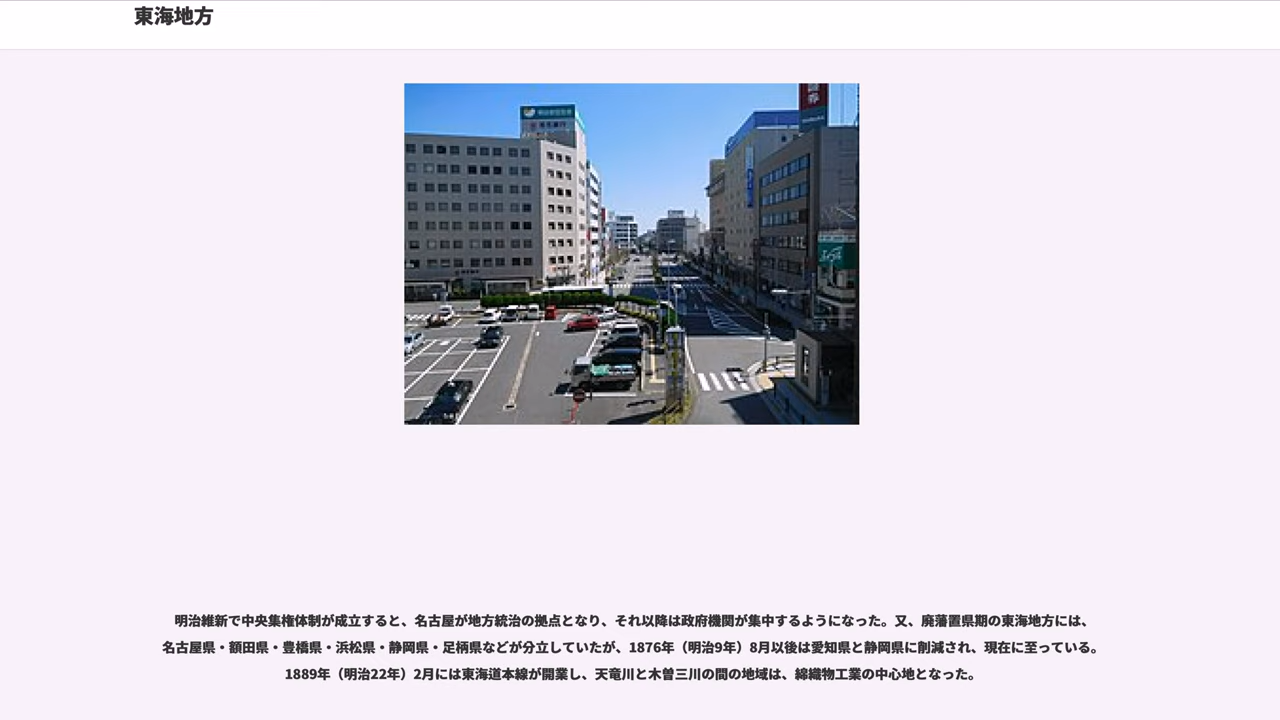 東海地方
明治維新で中央集権体制が成立すると、名古屋が地方統治の拠点となり、それ以降は政府機関が集中するようになった。又、廃藩置県期の東海地方には、
名古屋県・額田県・豊橋県・浜松県・静岡県・足柄県などが分立していたが、1876年（明治9年）8月以後は愛知県と静岡県に削減され、現在に至っている。
1889年（明治22年）2月には東海道本線が開業し、天竜川と木曽三川の間の地域は、綿織物工業の中心地となった。